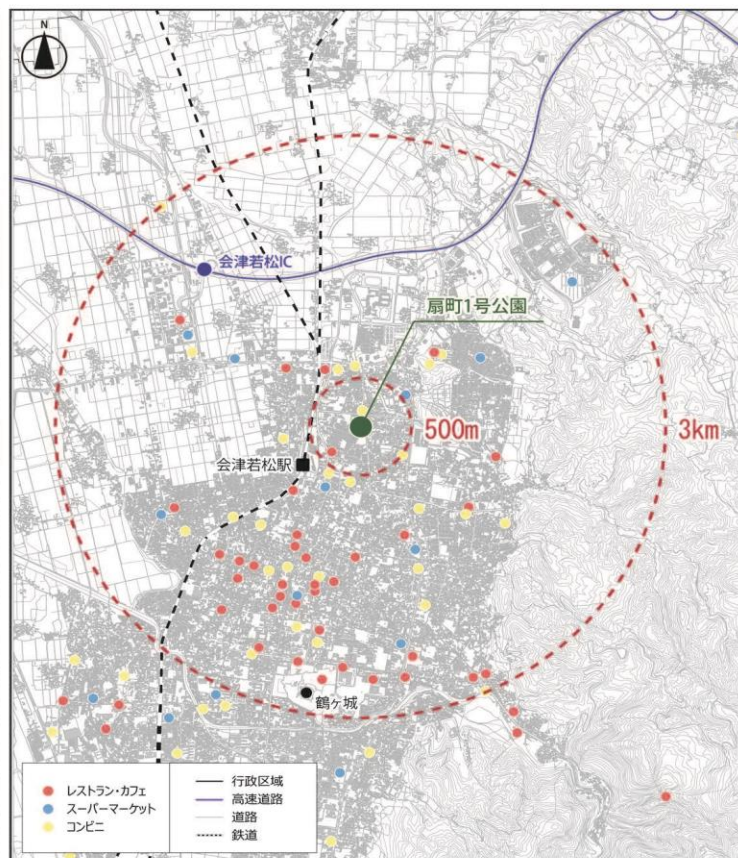 N
会津若松IC
扇町1号公園
500m
3km
会津若松駅
鶴ヶ城
レストラン・カフェ
スーパーマーケット
コンビニ
行政区域
高速道路
道路
鉄道